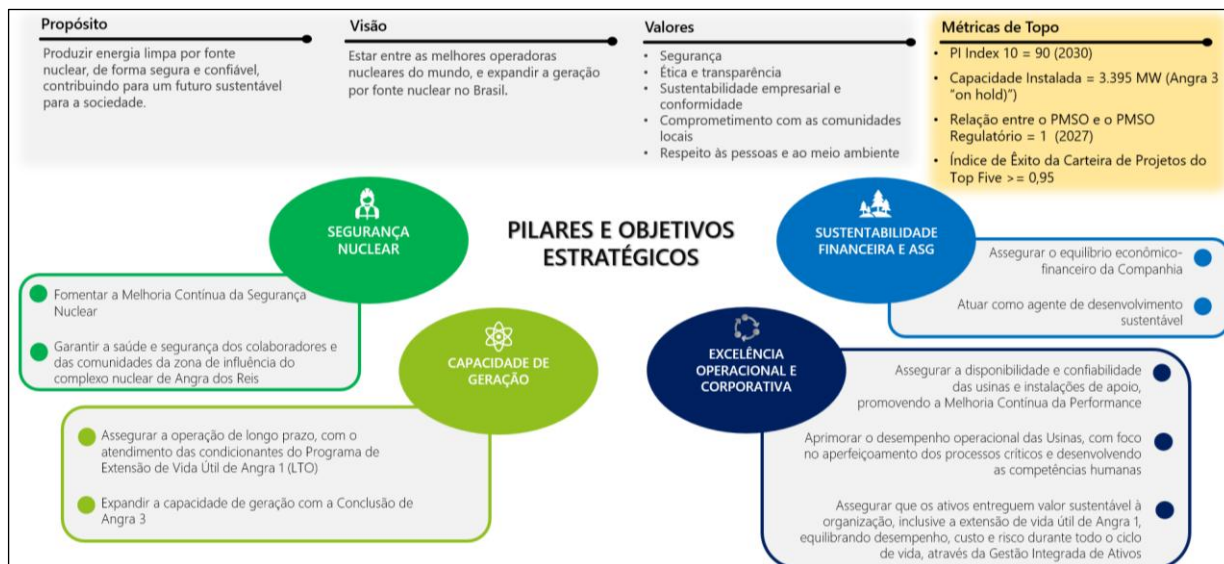 Propósito
Produzir energia limpa por fonte
nuclear, de forma segura e confiável,
contribuindo para um futuro sustentável
para a sociedade.
Visão
Estar entre as melhores operadoras
nucleares do mundo, e expandir a geração
por fonte nuclear no Brasil.
Valores
• Segurança
• Ética e transparência
• Sustentabilidade empresarial e
conformidade
• Comprometimento com as comunidades
locais
• Respeito às pessoas e ao meio ambiente
Métricas de Topo
• PI Index 10 = 90 (2030)
• Capacidade Instalada = 3.395 MW (Angra 3
"on hold)")
• Relação entre o PMSO e o PMSO
Regulatório = 1 (2027)
• Índice de Êxito da Carteira de Projetos do
Top Five >= 0,95
PILARES E OBJETIVOS
ESTRATÉGICOS
SEGURANÇA
NUCLEAR
Fomentar a Melhoria Contínua da Segurança
Nuclear
Garantir a saúde e segurança dos colaboradores e
das comunidades da zona de influência do
complexo nuclear de Angra dos Reis
CAPACIDADE DE
GERAÇÃO
Assegurar a operação de longo prazo, com o
atendimento das condicionantes do Programa de
Extensão de Vida Útil de Angra 1 (LTO)
Expandir a capacidade de geração com a Conclusão de
Angra 3
SUSTENTABILIDADE
FINANCEIRA E ASG
Assegurar o equilíbrio econômico-
financeiro da Companhia
Atuar como agente de desenvolvimento
sustentável
EXCELÊNCIA
OPERACIONAL E
CORPORATIVA
Assegurar a disponibilidade e confiabilidade
das usinas e instalações de apoio,
promovendo a Melhoria Contínua da Performance
Aprimorar o desempenho operacional das Usinas, com foco
no aperfeiçoamento dos processos críticos e desenvolvendo
as competências humanas
Assegurar que os ativos entreguem valor sustentável à
organização, inclusive a extensão de vida útil de Angra 1,
equilibrando desempenho, custo e risco durante todo o ciclo
de vida, através da Gestão Integrada de Ativos